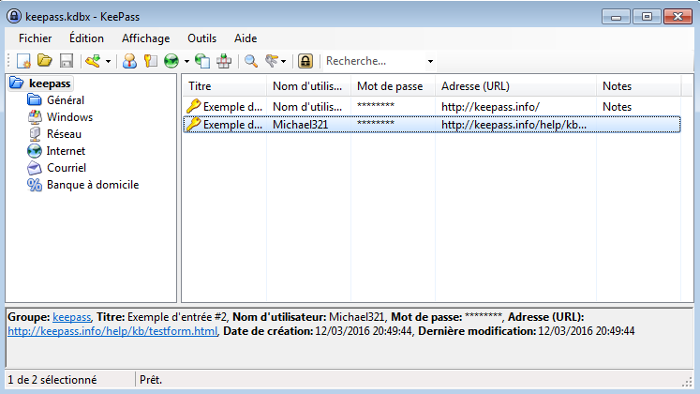 keepass.kdbx - KeePass
Fichier Édition Affichage Outils Aide
Recherche...
keepass
Général
Windows
Réseau
Internet
Courriel
Banque à domicile
Titre Nom d'utilis... Mot de passe Adresse (URL) Notes
Exemple d... Nom d'utilis... ******** http://keepass.info/ Notes
Exemple d... Michael321 ******** http://keepass.info/help/kb...
Groupe: keepass, Titre: Exemple d'entrée #2, Nom d'utilisateur: Michael321, Mot de passe: ********, Adresse (URL):
http://keepass.info/help/kb/testform.html, Date de création: 12/03/2016 20:49:44, Dernière modification: 12/03/2016 20:49:44
1 de 2 sélectionné Prêt.